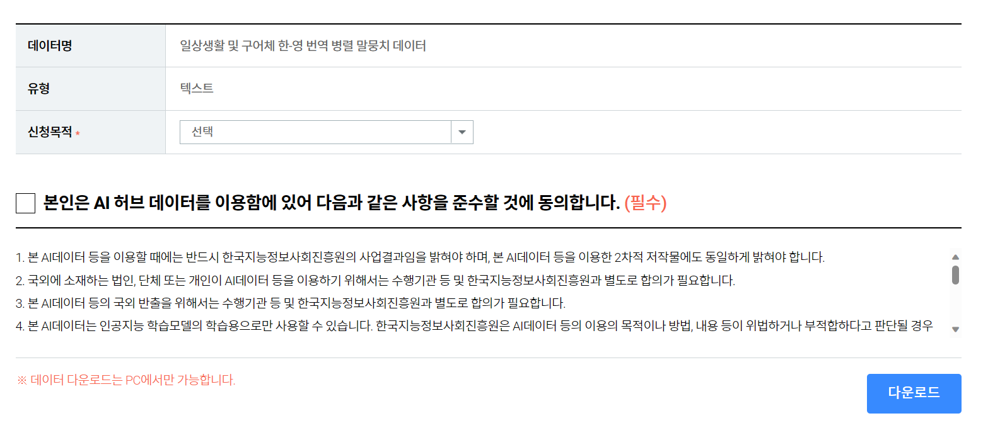 데이터명 일상생활 및 구어체 한-영 번역 병렬 말뭉치 데이터
유형 텍스트
신청목적 * 선택
본인은 AI 허브 데이터를 이용함에 있어 다음과 같은 사항을 준수할 것에 동의합니다. (필수)
1. 본 AI데이터 등을 이용할 때에는 반드시 한국지능정보사회진흥원의 사업결과임을 밝혀야 하며, 본 AI데이터 등을 이용한 2차적 저작물에도 동일하게 밝혀야 합니다.
2. 국외에 소재하는 법인, 단체 또는 개인이 AI데이터 등을 이용하기 위해서는 수행기관 등 및 한국지능정보사회진흥원과 별도로 합의가 필요합니다.
3. 본 AI데이터 등의 국외 반출을 위해서는 수행기관 등 및 한국지능정보사회진흥원과 별도로 합의가 필요합니다.
4. 본 AI데이터는 인공지능 학습모델의 학습용으로만 사용할 수 있습니다. 한국지능정보사회진흥원은 AI데이터 등의 이용의 목적이나 방법, 내용 등이 위법하거나 부적합하다고 판단될 경우
※ 데이터 다운로드는 PC에서만 가능합니다.
다운로드